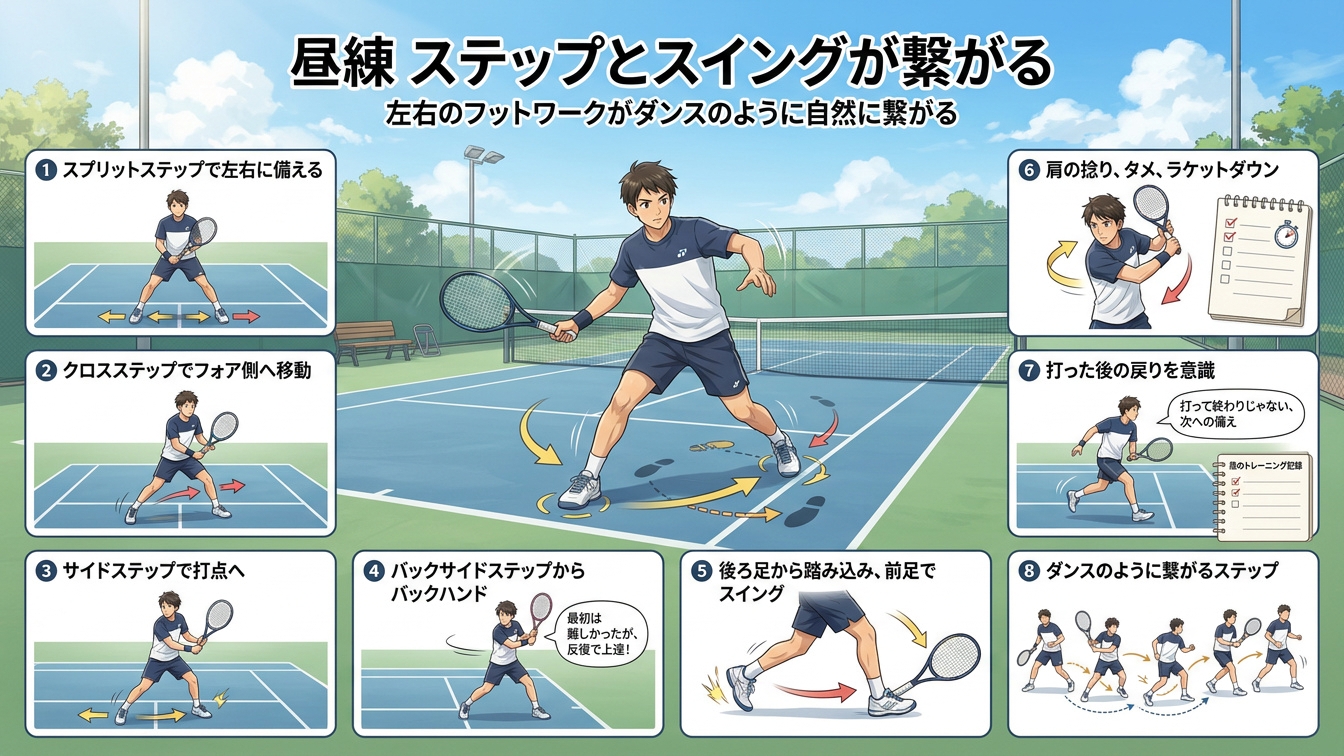 昼練 ステップとスイングが繋がる
左右のフットワークがダンスのように自然に繋がる
1 スプリットステップで左右に備える
2 クロスステップでフォア側へ移動
3 サイドステップで打点へ
4 バックサイドステップから
バックハンド
最初は
難しかったが、
反復で上達!
5 後ろ足から踏み込み、前足で
スイング
6 肩の捻り、タメ、ラケットダウン
7 打った後の戻りを意識
打って終わりじゃない、
次への備え
のトレーニング記録
8 ダンスのように繋がるステップ